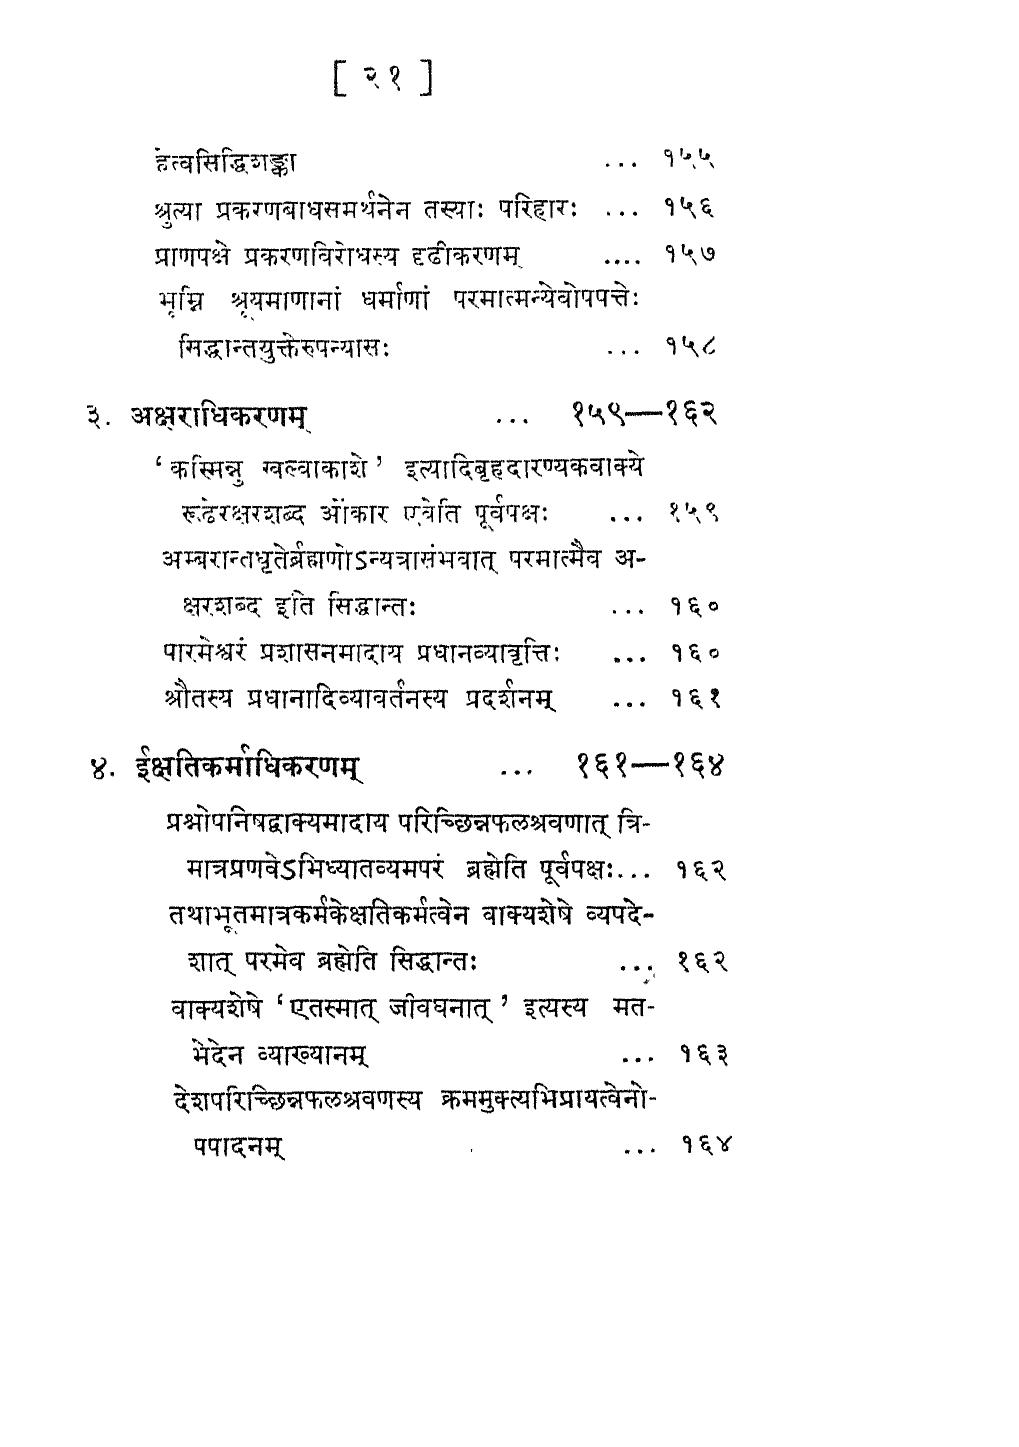 [ २१ ]
हेत्वसिद्धिशङ्का ... १५५
श्रुत्या प्रकरणबाधसमर्थनेन तस्याः परिहारः ... १५६
प्राणपक्षे प्रकरणविरोधस्य दृढीकरणम् .... १५७
भूम्नि श्रूयमाणानां धर्माणां परमात्मन्येवोपपत्तेः
सिद्धान्तयुक्तेरुपन्यासः ... १५८
३. अक्षराधिकरणम् ... १५९—१६२
‘कस्मिन्नु खल्वाकाशे’ इत्यादिबृहदारण्यकवाक्ये
रूढेरक्षरशब्द ओंकार एवेति पूर्वपक्षः ... १५९
अम्बरान्तधृतेर्ब्रह्मणोऽन्यत्रासंभवात् परमात्मैव अ-
क्षरशब्द इति सिद्धान्तः ... १६०
पारमेश्वरं प्रशासनमादाय प्रधानव्यावृत्तिः ... १६०
श्रौतस्य प्रधानादिव्यावर्तनस्य प्रदर्शनम् ... १६१
४. ईक्षतिकर्माधिकरणम् ... १६१—१६४
प्रश्नोपनिषद्वाक्यमादाय परिच्छिन्नफलश्रवणात् त्रि-
मात्रप्रणवेऽभिध्यातव्यमपरं ब्रह्मेति पूर्वपक्षः... १६२
तथाभूतमात्रकर्मकेक्षतिकर्मत्वेन वाक्यशेषे व्यपदे-
शात् परमेव ब्रह्मेति सिद्धान्तः ... १६२
वाक्यशेषे ‘एतस्मात् जीवघनात्’ इत्यस्य मत-
भेदेन व्याख्यानम् ... १६३
देशपरिच्छिन्नफलश्रवणस्य क्रममुक्त्यभिप्रायत्वेनो-
पपादनम् ... १६४